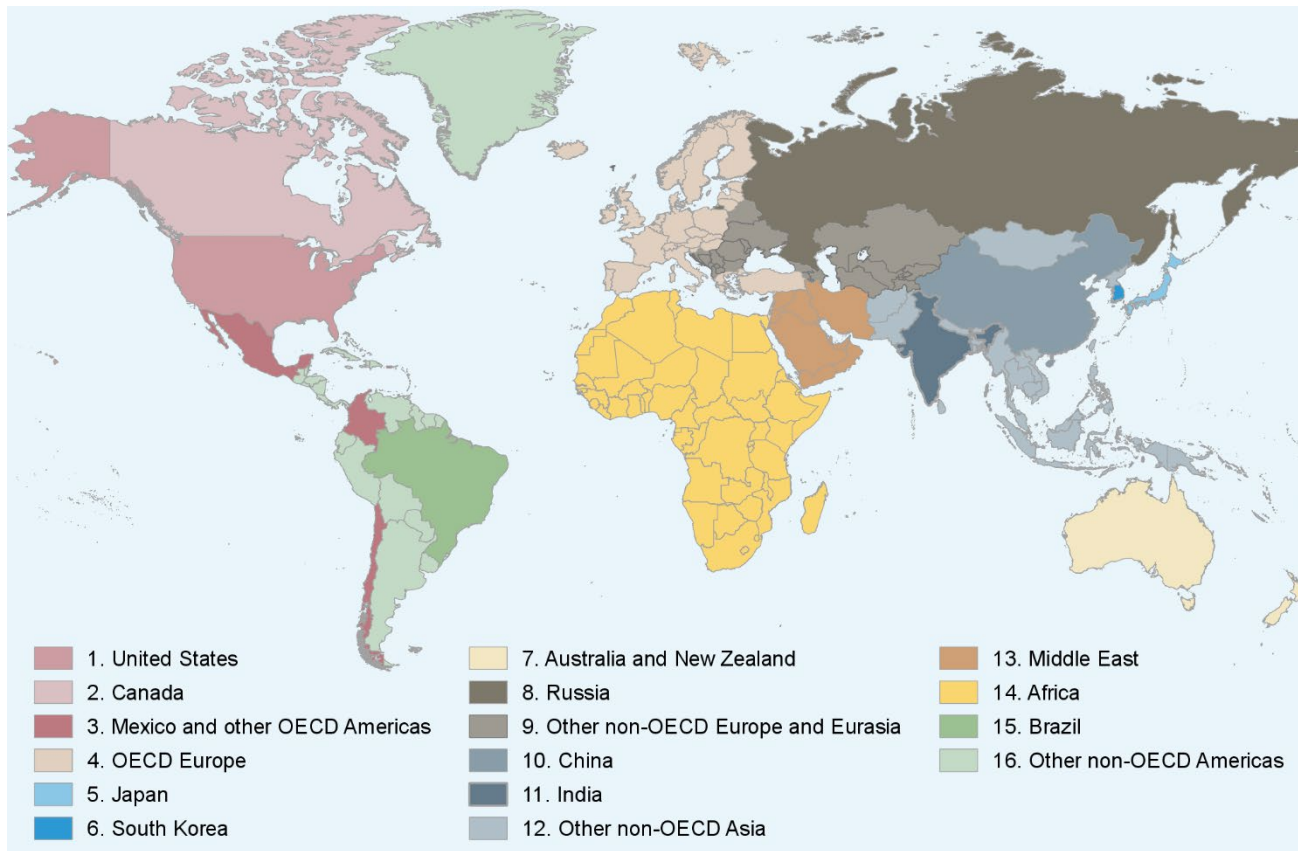 1. United States
2. Canada
3. Mexico and other OECD Americas
4. OECD Europe
5. Japan
6. South Korea
7. Australia and New Zealand
8. Russia
9. Other non-OECD Europe and Eurasia
10. China
11. India
12. Other non-OECD Asia
13. Middle East
14. Africa
15. Brazil
16. Other non-OECD Americas